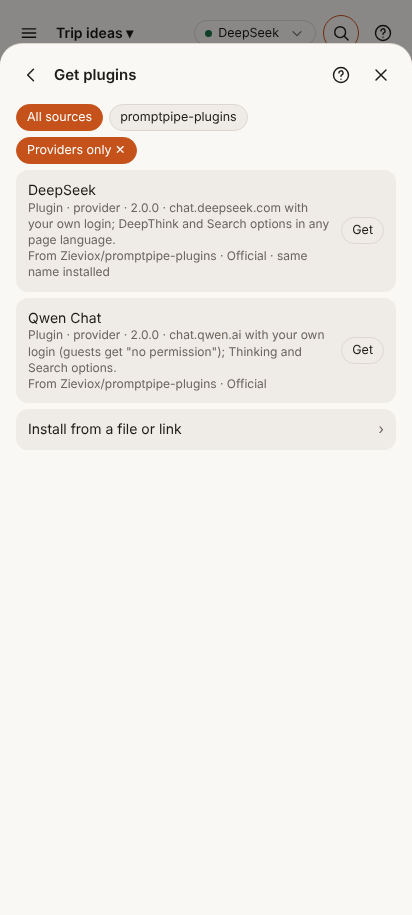 Trip ideas ▾
DeepSeek
Get plugins
All sources
promptpipe-plugins
Providers only ✕
DeepSeek
Plugin · provider · 2.0.0 · chat.deepseek.com with
your own login; DeepThink and Search options in any
page language.
From Zieviox/promptpipe-plugins · Official · same
name installed
Get
Qwen Chat
Plugin · provider · 2.0.0 · chat.qwen.ai with your own
login (guests get "no permission"); Thinking and
Search options.
From Zieviox/promptpipe-plugins · Official
Get
Install from a file or link